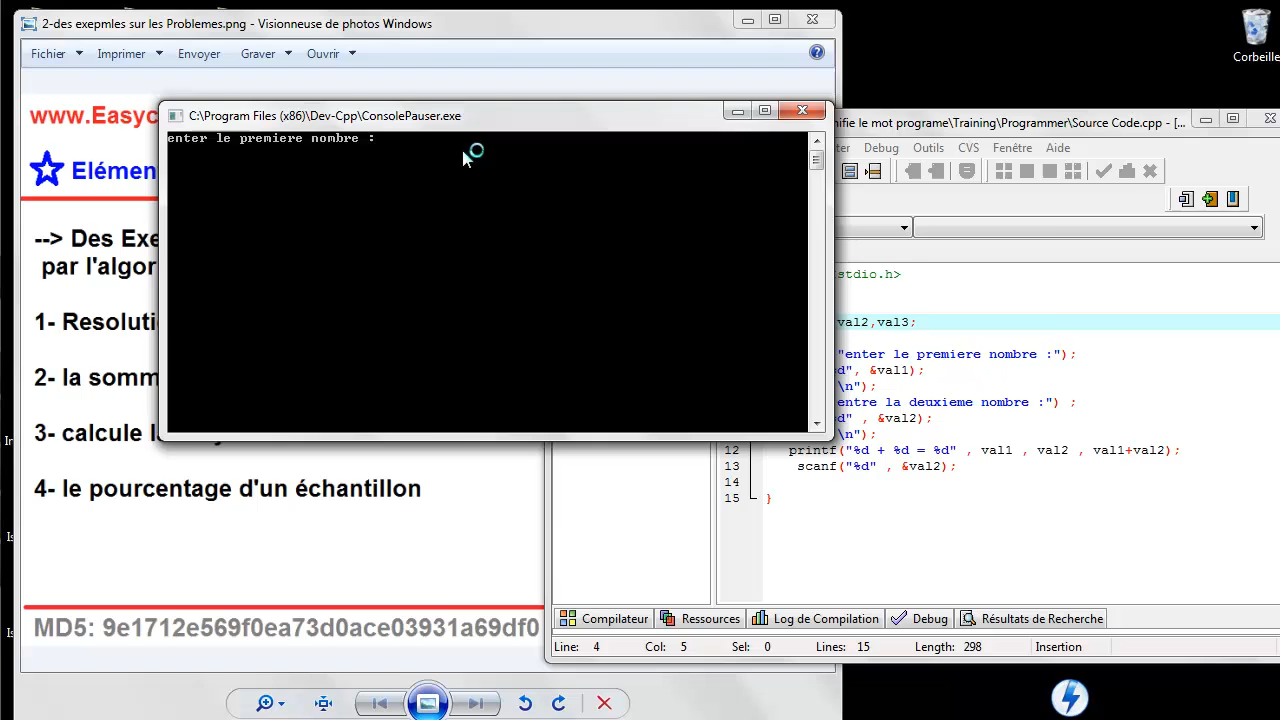 2-des exepmles sur les Problemes.png - Visionneuse de photos Windows
Fichier Imprimer Envoyer Graver Ouvrir
Corbeille
www.Easyc
Elémen
--> Des Exe
par l'algor
1- Resoluti
2- la somm
3- calcule l
4- le pourcentage d'un échantillon
MD5: 9e1712e569f0ea73d0ace03931a69df0
C:\Program Files (x86)\Dev-Cpp\ConsolePauser.exe
enter le premiere nombre :
nifie le mot programe\Training\Programmer\Source Code.cpp - [...
ter Debug Outils CVS Fenêtre Aide
stdio.h>
val2,val3;
"enter le premiere nombre :");
d", &val1);
\n");
entre la deuxieme nombre :") ;
d" , &val2);
\n");
12 printf("%d + %d = %d" , val1 , val2 , val1+val2);
13 scanf("%d" , &val2);
14
15 }
Compilateur Ressources Log de Compilation Debug Résultats de Recherche
Line: 4 Col: 5 Sel: 0 Lines: 15 Length: 298 Insertion